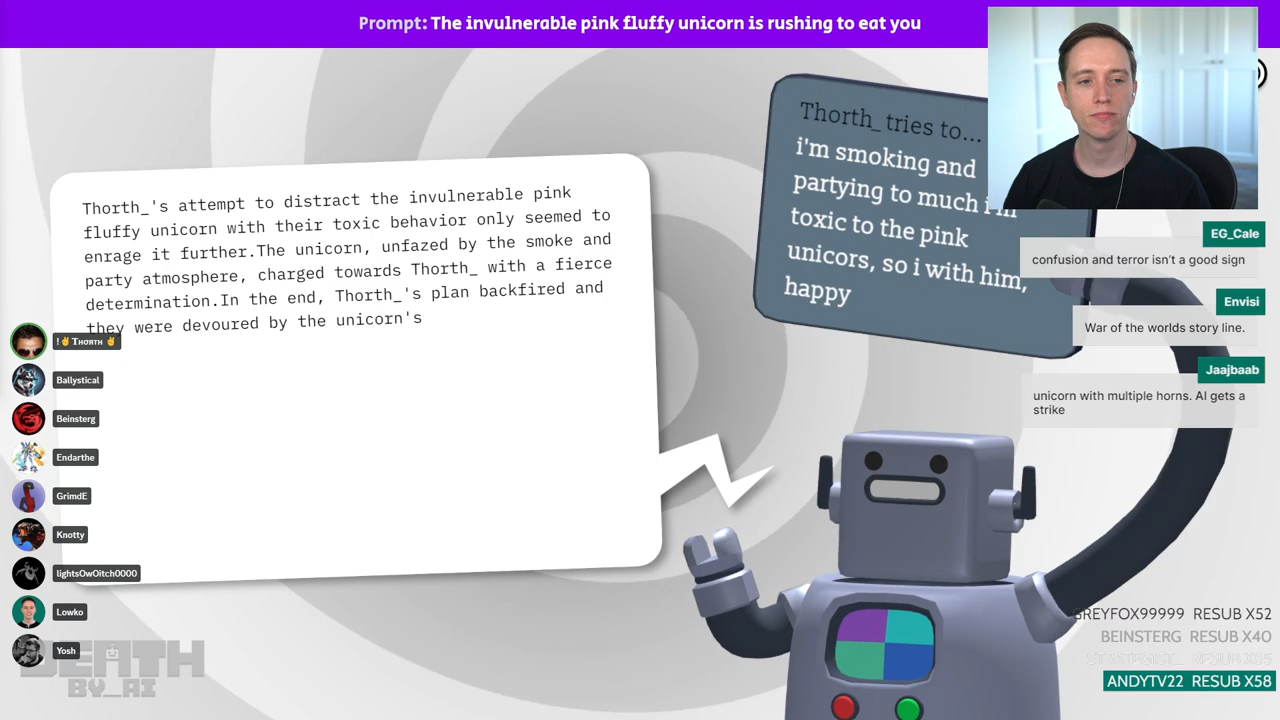 Prompt: The invulnerable pink fluffy unicorn is rushing to eat you
Thorth_ tries to...
i'm smoking and
partying to much i'm
toxic to the pink
unicors, so i with him,
happy
Thorth_'s attempt to distract the invulnerable pink
fluffy unicorn with their toxic behavior only seemed to
enrage it further.The unicorn, unfazed by the smoke and
party atmosphere, charged towards Thorth_ with a fierce
determination.In the end, Thorth_'s plan backfired and
they were devoured by the unicorn's
EG_Cale
confusion and terror isn't a good sign
Envisi
War of the worlds story line.
Jaajbaab
unicorn with multiple horns. AI gets a
strike
!✌ Thorth ✌
Ballystical
Beinsterg
Endarthe
GrimdE
Knotty
lightsOwOitch0000
Lowko
Yosh
DEATH
BY_AI
GREYFOX99999 RESUB X52
BEINSTERG RESUB X40
RESUB
ANDYTV22 RESUB X58